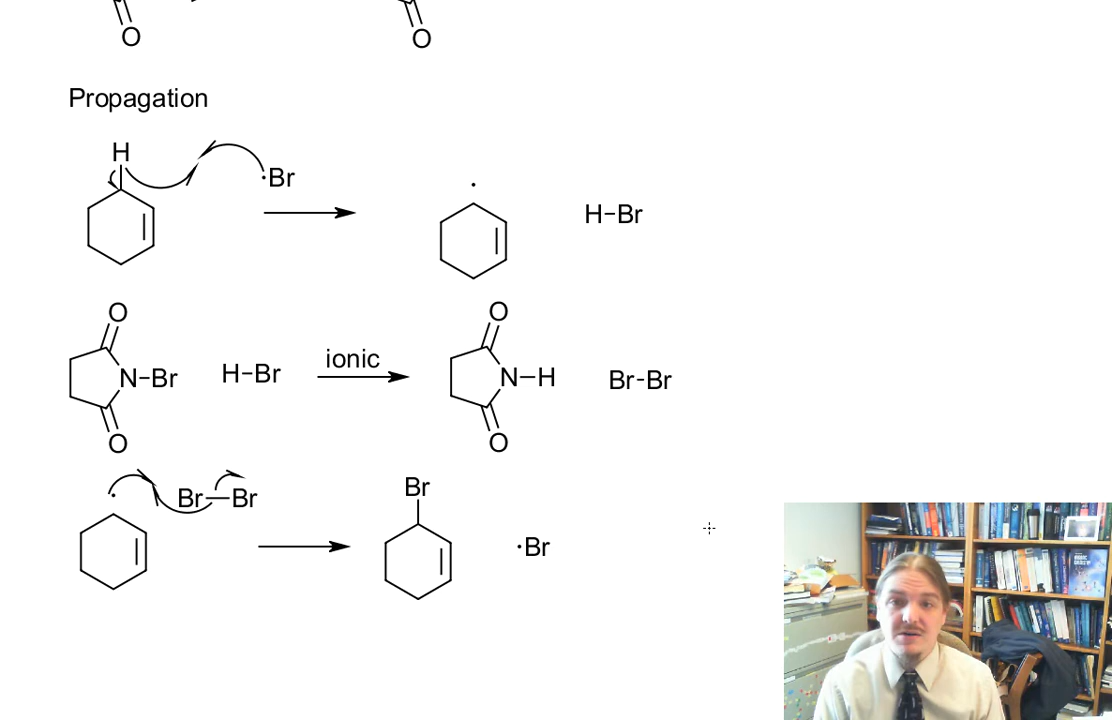 O O
Propagation
H
·Br
·
H-Br
O O
N-Br H-Br ionic N-H Br-Br
O O
· Br—Br
Br
·Br